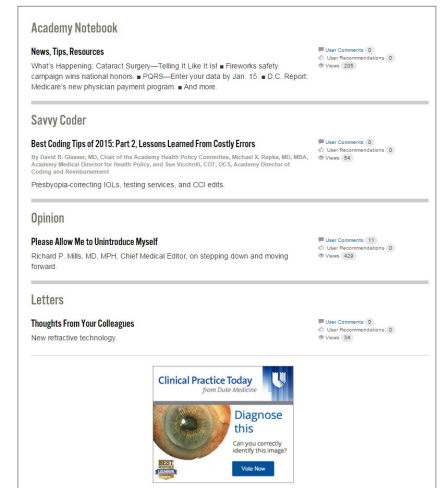 Academy Notebook
News, Tips, Resources
User Comments 0
User Recommendations 0
Views 205
What's Happening: Cataract Surgery—Telling It Like It Is! ■ Fireworks safety
campaign wins national honors. ■ PQRS—Enter your data by Jan. 15. ■ D.C. Report:
Medicare's new physician payment program. ■ And more.
Savvy Coder
Best Coding Tips of 2015: Part 2, Lessons Learned From Costly Errors
User Comments 0
User Recommendations 0
Views 54
By David B. Glasser, MD, Chair of the Academy Health Policy Committee, Michael X. Repka, MD, MBA,
Academy Medical Director for Health Policy, and Sue Vicchrilli, COT, OCS, Academy Director of
Coding and Reimbursement
Presbyopia-correcting IOLs, testing services, and CCI edits.
Opinion
Please Allow Me to Unintroduce Myself
User Comments 11
User Recommendations 0
Views 429
Richard P. Mills, MD, MPH, Chief Medical Editor, on stepping down and moving
forward.
Letters
Thoughts From Your Colleagues
User Comments 0
User Recommendations 0
Views 34
New refractive technology.
Clinical Practice Today
from Duke Medicine
Diagnose
this
Can you correctly
identify this image?
Vote Now
BEST